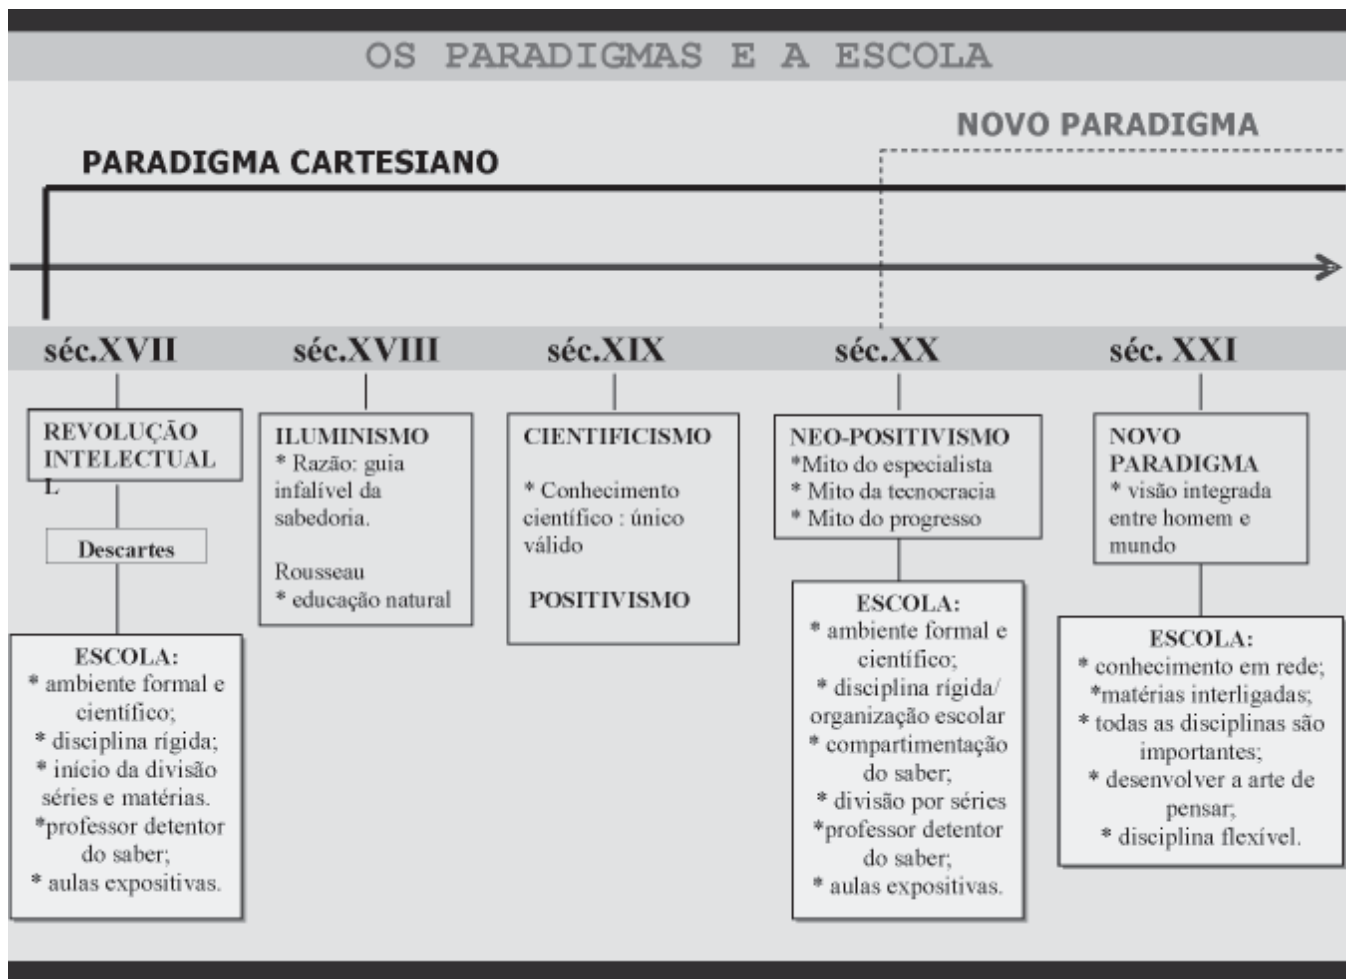 OS PARADIGMAS E A ESCOLA
NOVO PARADIGMA
PARADIGMA CARTESIANO
séc.XVII
séc.XVIII
séc.XIX
séc.XX
séc. XXI
REVOLUÇÃO
INTELECTUAL
L
Descartes
ESCOLA:
* ambiente formal e
científico;
* disciplina rígida;
* início da divisão
séries e matérias.
*professor detentor
do saber;
* aulas expositivas.
ILUMINISMO
* Razão: guia
infalível da
sabedoria.
Rousseau
* educação natural
CIENTIFICISMO
* Conhecimento
científico : único
válido
POSITIVISMO
NEO-POSITIVISMO
*Mito do especialista
* Mito da tecnocracia
* Mito do progresso
ESCOLA:
* ambiente formal e
científico;
* disciplina rígida/
organização escolar
* compartimentação
do saber;
* divisão por séries
*professor detentor
do saber;
* aulas expositivas.
NOVO
PARADIGMA
* visão integrada
entre homem e
mundo
ESCOLA:
* conhecimento em rede;
*matérias interligadas;
* todas as disciplinas são
importantes;
* desenvolver a arte de
pensar;
* disciplina flexível.